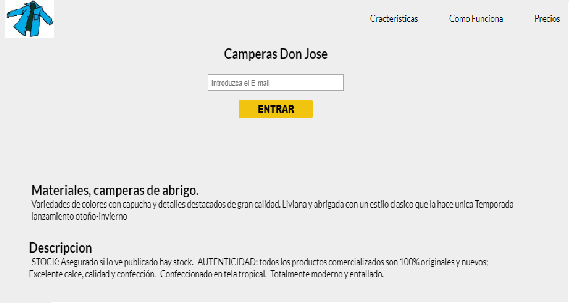 Cracteristicas
Como Funciona
Precios
Camperas Don Jose
Introduzca el E-mail
ENTRAR
Materiales, camperas de abrigo.
Variedades de colores con capucha y detalles destacados de gran calidad. Liviana y abrigada con un estilo clasico que la hace unica Temporada
lanzamiento otoño-invierno
Descripcion
STOCK: Asegurado si lo ve publicado hay stock. AUTENTICIDAD: todos los productos comercializados son 100% originales y nuevos;
Excelente calce, calidad y confección. Confeccionado en tela tropical. Totalmente moderno y entallado.